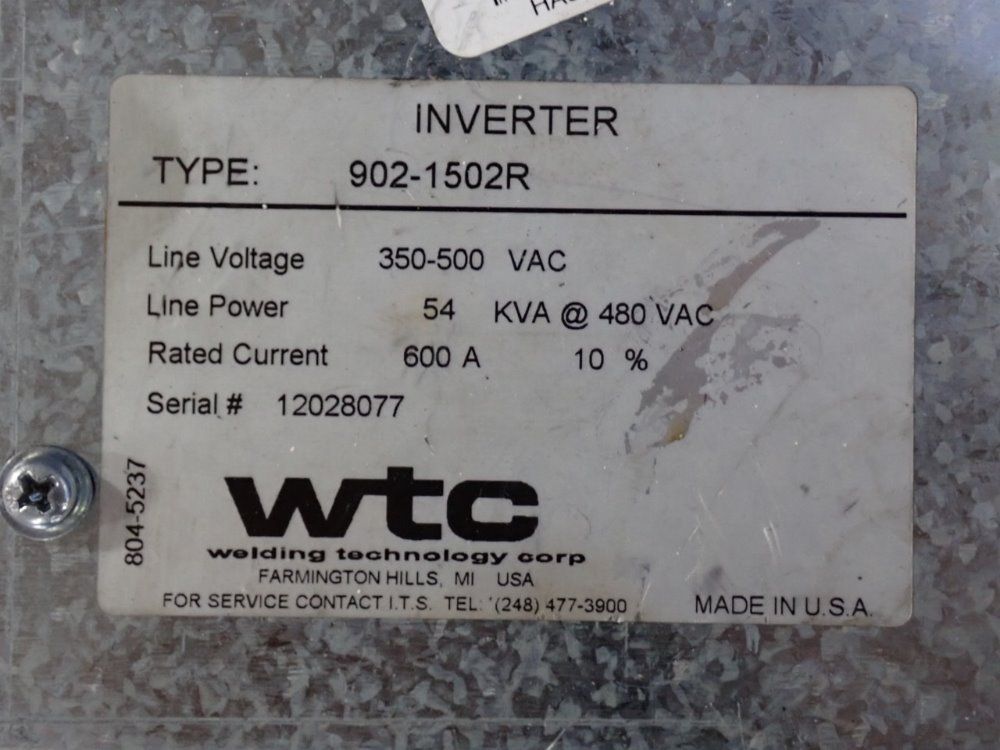 INVERTER
TYPE: 902-1502R
Line Voltage 350-500 VAC
Line Power 54 KVA @ 480 VAC
Rated Current 600 A 10 %
Serial # 12028077
804-5237
wtc
welding technology corp
FARMINGTON HILLS, MI USA
FOR SERVICE CONTACT I.T.S. TEL: (248) 477-3900
MADE IN U.S.A.